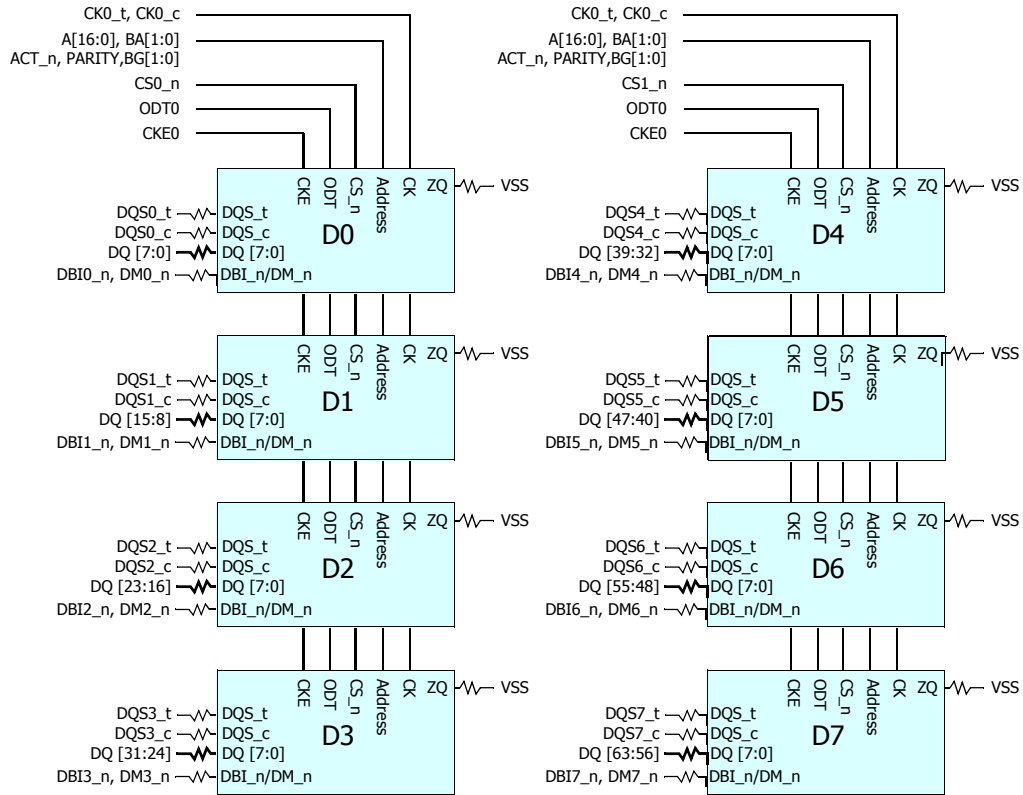 CK0_t, CK0_c
A[16:0], BA[1:0]
ACT_n, PARITY,BG[1:0]
CS0_n
ODT0
CKE0
CKE
ODT
CS_n
Address
CK
ZQ
VSS
DQS0_t
DQS_t
DQS0_c
DQS_c
D0
DQ [7:0]
DQ [7:0]
DBI0_n, DM0_n
DBI_n/DM_n
CKE
ODT
CS_n
Address
CK
ZQ
VSS
DQS1_t
DQS_t
DQS1_c
DQS_c
D1
DQ [15:8]
DQ [7:0]
DBI1_n, DM1_n
DBI_n/DM_n
CKE
ODT
CS_n
Address
CK
ZQ
VSS
DQS2_t
DQS_t
DQS2_c
DQS_c
D2
DQ [23:16]
DQ [7:0]
DBI2_n, DM2_n
DBI_n/DM_n
CKE
ODT
CS_n
Address
CK
ZQ
VSS
DQS3_t
DQS_t
DQS3_c
DQS_c
D3
DQ [31:24]
DQ [7:0]
DBI3_n, DM3_n
DBI_n/DM_n
CK0_t, CK0_c
A[16:0], BA[1:0]
ACT_n, PARITY,BG[1:0]
CS1_n
ODT0
CKE0
CKE
ODT
CS_n
Address
CK
ZQ
VSS
DQS4_t
DQS_t
DQS4_c
DQS_c
D4
DQ [39:32]
DQ [7:0]
DBI4_n, DM4_n
DBI_n/DM_n
CKE
ODT
CS_n
Address
CK
ZQ
VSS
DQS5_t
DQS_t
DQS5_c
DQS_c
D5
DQ [47:40]
DQ [7:0]
DBI5_n, DM5_n
DBI_n/DM_n
CKE
ODT
CS_n
Address
CK
ZQ
VSS
DQS6_t
DQS_t
DQS6_c
DQS_c
D6
DQ [55:48]
DQ [7:0]
DBI6_n, DM6_n
DBI_n/DM_n
CKE
ODT
CS_n
Address
CK
ZQ
VSS
DQS7_t
DQS_t
DQS7_c
DQS_c
D7
DQ [63:56]
DQ [7:0]
DBI7_n, DM7_n
DBI_n/DM_n